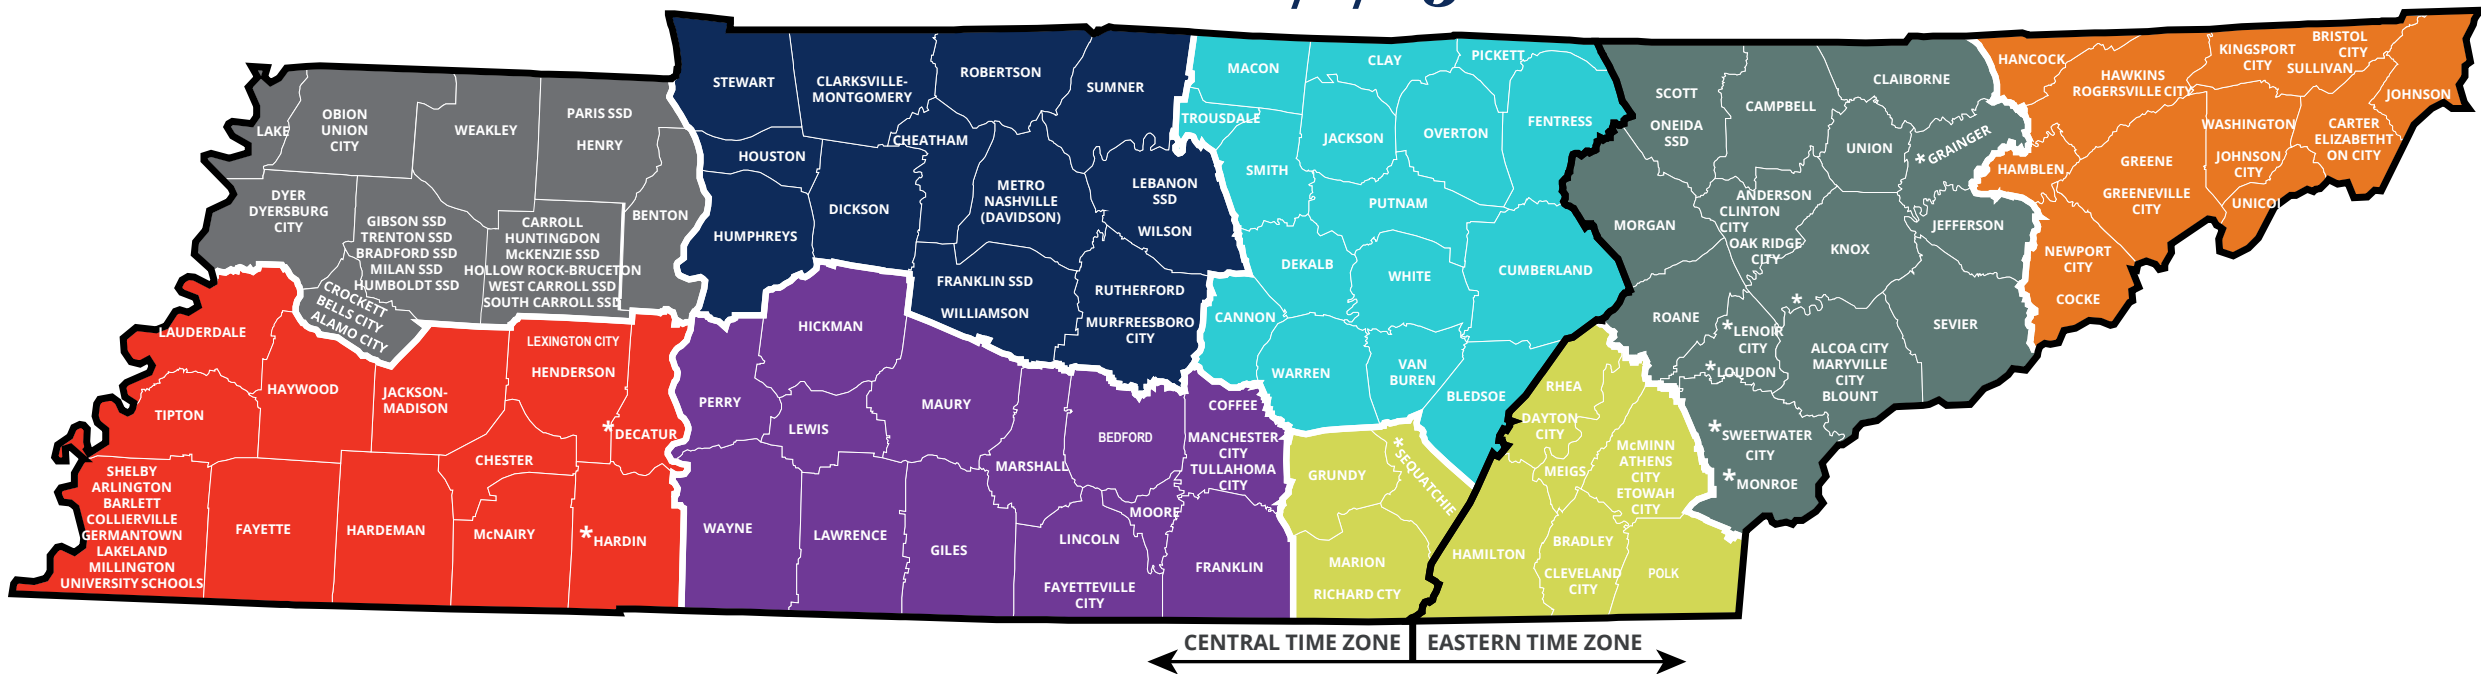 LAKE
OBION
UNION
CITY
WEAKLEY
PARIS SSD
HENRY
BENTON
DYER
DYERSBURG
CITY
GIBSON SSD
TRENTON SSD
BRADFORD SSD
MILAN SSD
HUMBOLDT SSD
CARROLL
HUNTINGDON
McKENZIE SSD
HOLLOW ROCK-BRUCETON
WEST CARROLL SSD
SOUTH CARROLL SSD
CROCKETT
BELLS CITY
ALAMO CITY
LAUDERDALE
HAYWOOD
TIPTON
JACKSON-
MADISON
LEXINGTON CITY
HENDERSON
*DECATUR
CHESTER
SHELBY
ARLINGTON
BARLETT
COLLIERVILLE
GERMANTOWN
LAKELAND
MILLINGTON
UNIVERSITY SCHOOLS
FAYETTE
HARDEMAN
McNAIRY
*HARDIN
STEWART
CLARKSVILLE-
MONTGOMERY
ROBERTSON
SUMNER
HOUSTON
CHEATHAM
HUMPHREYS
DICKSON
METRO
NASHVILLE
(DAVIDSON)
LEBANON
SSD
WILSON
FRANKLIN SSD
WILLIAMSON
RUTHERFORD
MURFREESBORO
CITY
HICKMAN
PERRY
LEWIS
MAURY
MARSHALL
BEDFORD
COFFEE
MANCHESTER
CITY
TULLAHOMA
CITY
WAYNE
LAWRENCE
GILES
LINCOLN
FAYETTEVILLE
CITY
MOORE
FRANKLIN
MACON
TROUSDALE
CLAY
PICKETT
SMITH
JACKSON
OVERTON
FENTRESS
PUTNAM
DEKALB
WHITE
CUMBERLAND
CANNON
WARREN
VAN
BUREN
BLEDSOE
GRUNDY
*SEQUATCHIE
MARION
RICHARD CTY
RHEA
DAYTON
CITY
MEIGS
McMINN
ATHENS
CITY
ETOWAH
CITY
HAMILTON
BRADLEY
CLEVELAND
CITY
POLK
SCOTT
ONEIDA
SSD
CAMPBELL
CLAIBORNE
UNION
*GRAINGER
MORGAN
ANDERSON
CLINTON
CITY
OAK RIDGE
CITY
KNOX
JEFFERSON
ROANE
*LENOIR
CITY
*LOUDON
*
ALCOA CITY
MARYVILLE
CITY
BLOUNT
SEVIER
*SWEETWATER
CITY
*MONROE
HANCOCK
HAWKINS
ROGERSVILLE CITY
KINGSPORT
CITY
BRISTOL
CITY
SULLIVAN
JOHNSON
HAMBLEN
GREENE
GREENEVILLE
CITY
WASHINGTON
JOHNSON
CITY
CARTER
ELIZABETHT
ON CITY
UNICOI
NEWPORT
CITY
COCKE
CENTRAL TIME ZONE
EASTERN TIME ZONE